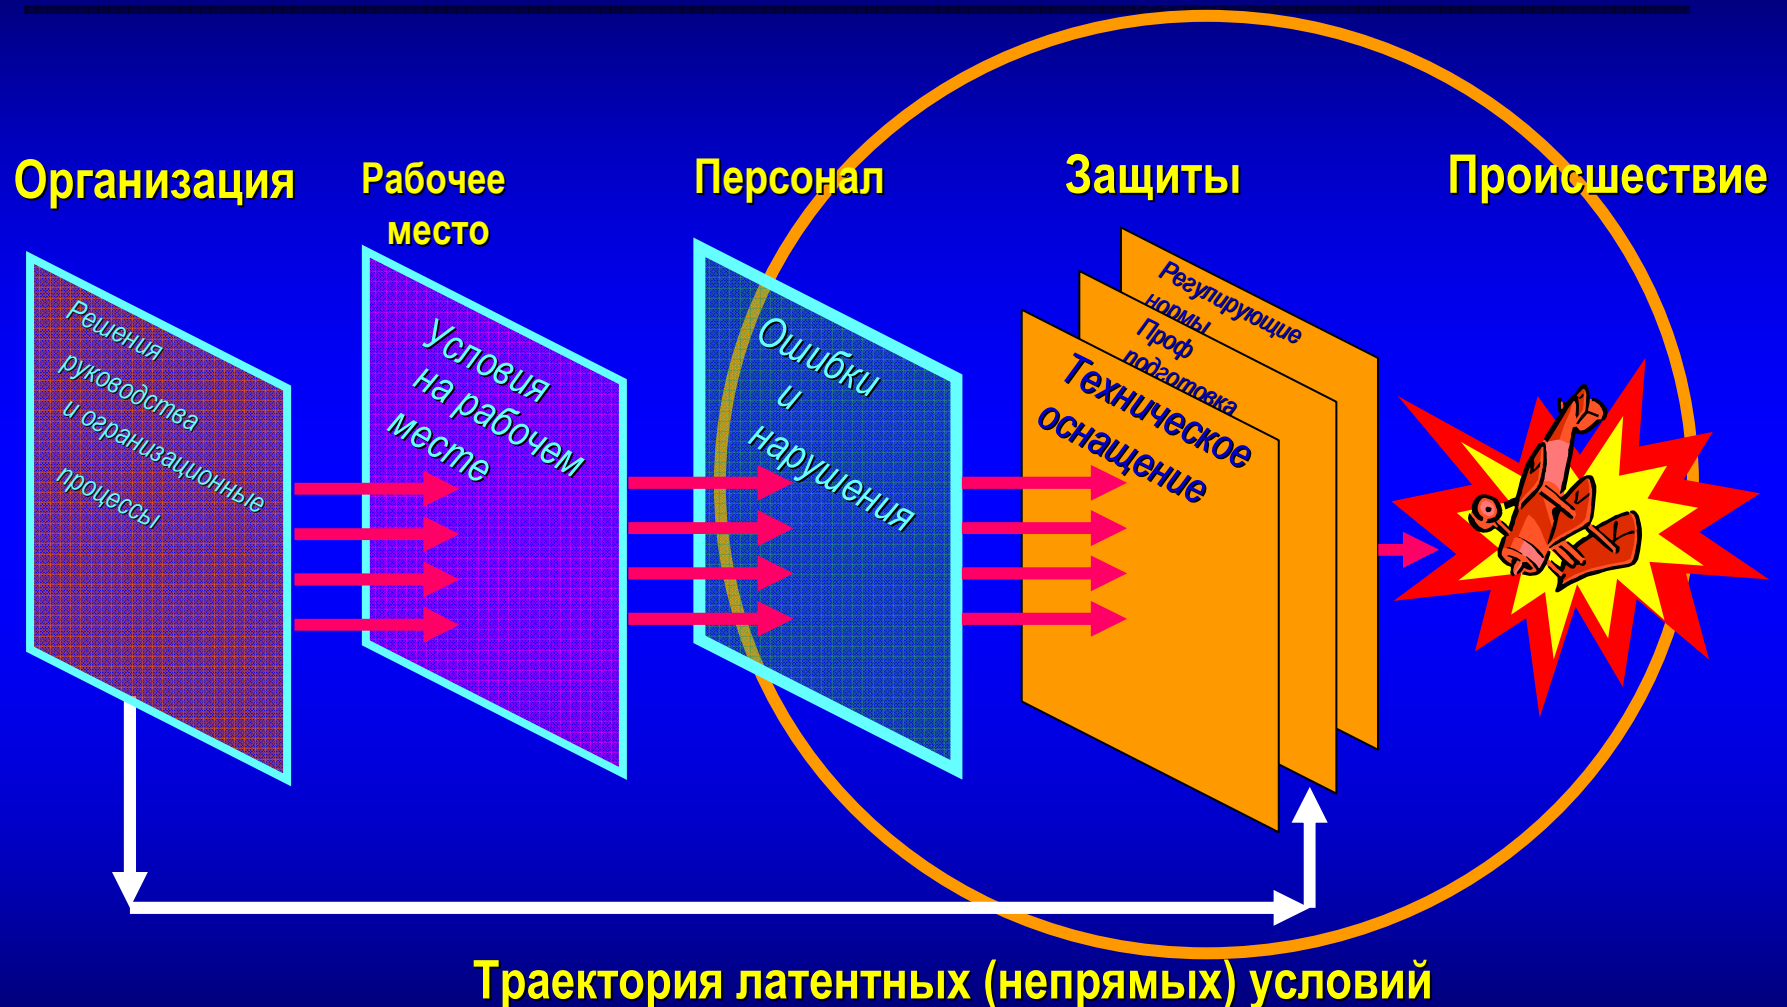 Организация
Рабочее
место
Персонал
Защиты
Происшествие
Решения
руководства
и огранизационные
процессы
Условия
на рабочем
месте
Ошибки
и
нарушения
Регулирующие
нормы
Проф
подготовка
Техническое
оснащение
Траектория латентных (непрямых) условий